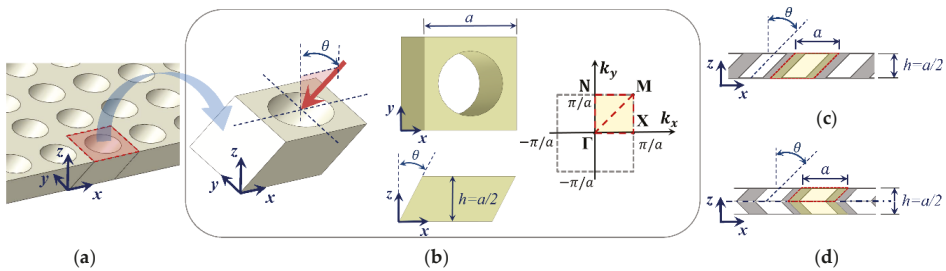 z
y
x
(a)
θ
z
y
x
a
y
x
θ
z
h=a/2
x
(b)
k_y
N
π/a
M
X
k_x
−π/a
Γ
π/a
−π/a
θ
a
z
h=a/2
x
(c)
θ
a
z
h=a/2
x
(d)